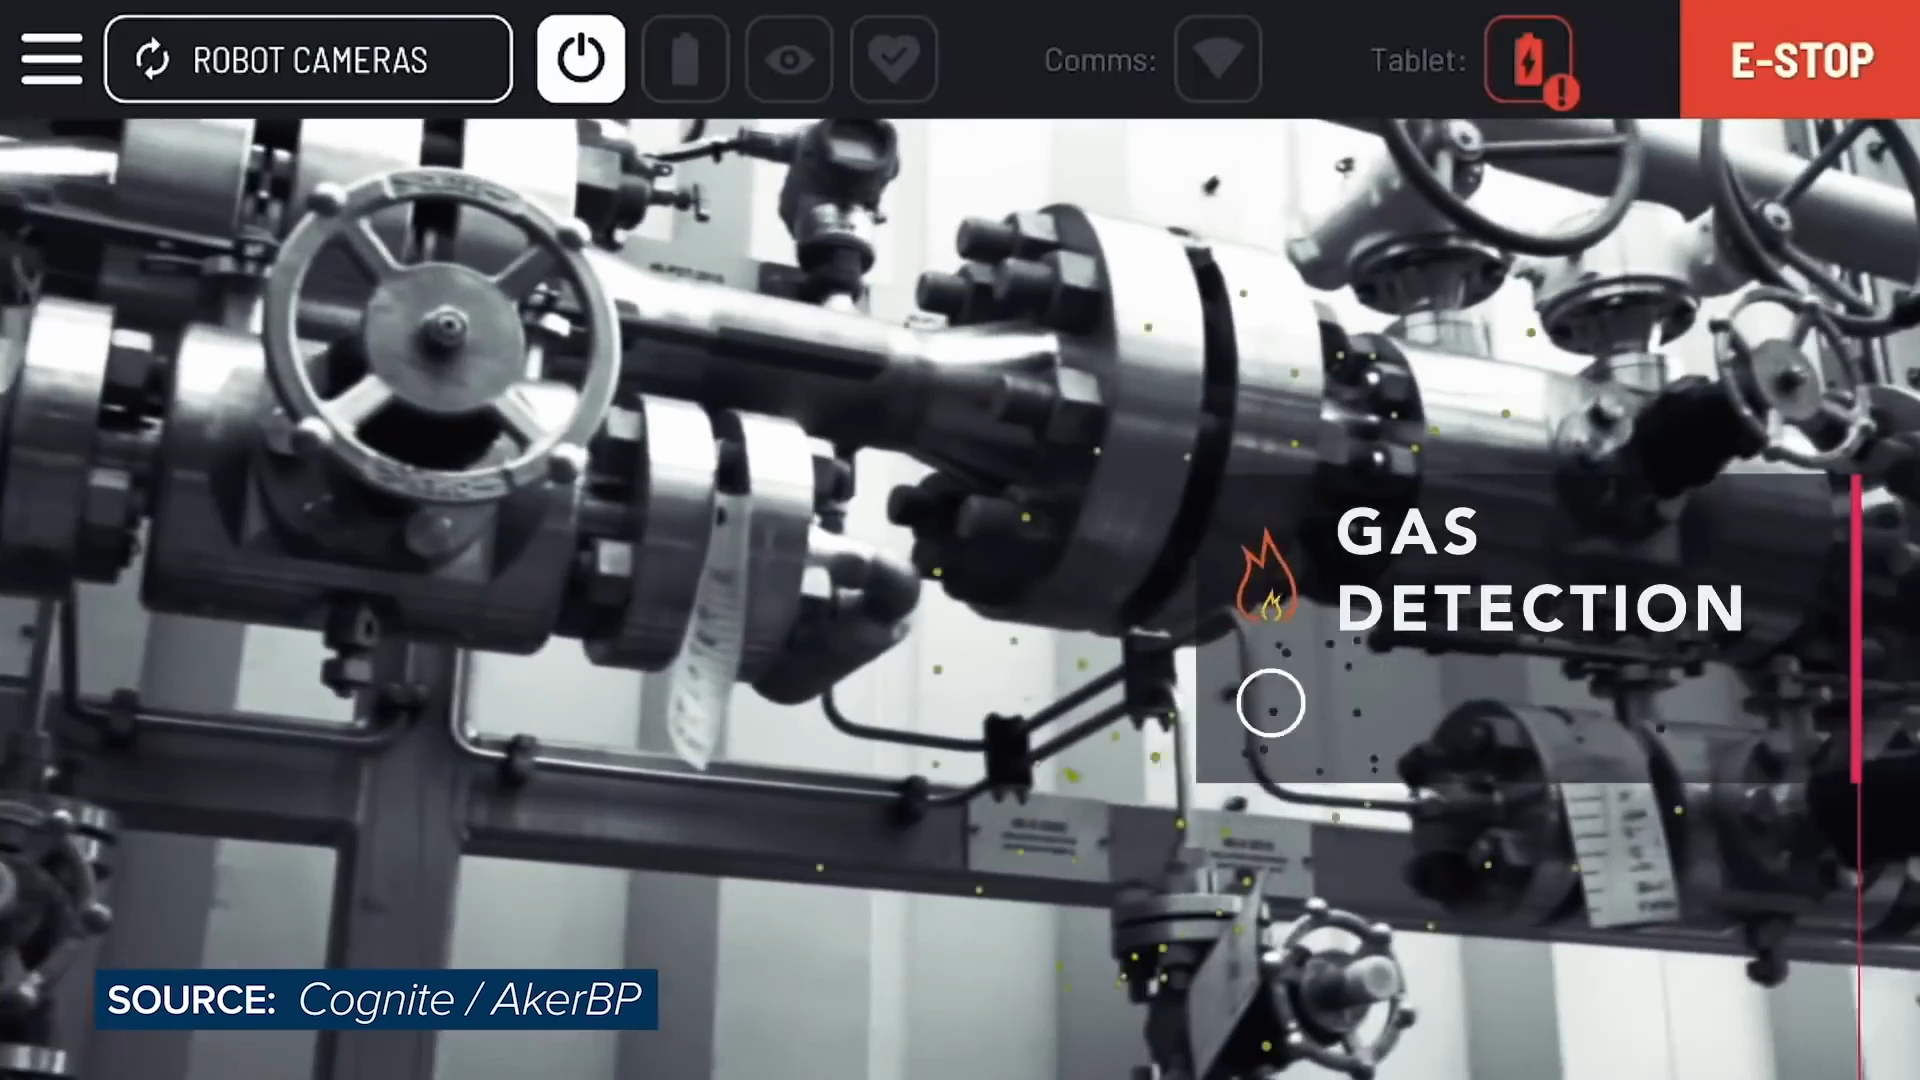 ROBOT CAMERAS
Comms:
Tablet:
E-STOP
GAS
DETECTION
SOURCE: Cognite / AkerBP